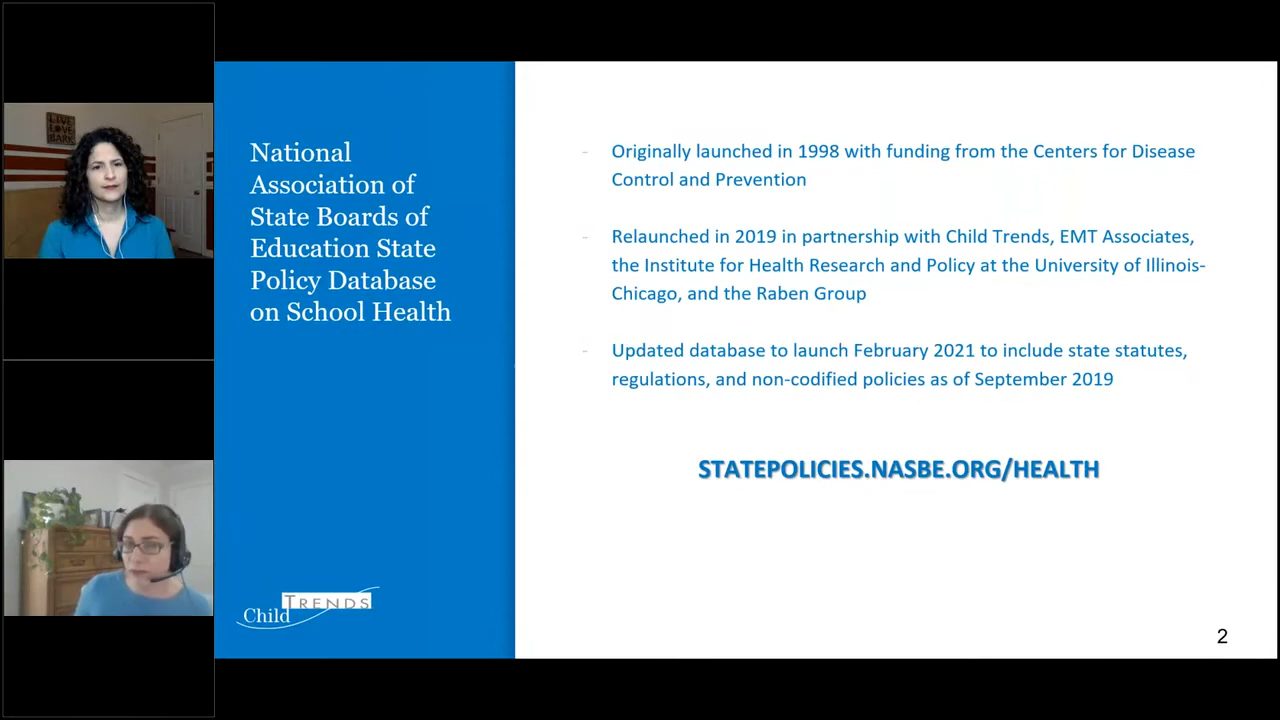 LIVE
LOVE
BARK
National
Association of
State Boards of
Education State
Policy Database
on School Health
- Originally launched in 1998 with funding from the Centers for Disease
Control and Prevention
- Relaunched in 2019 in partnership with Child Trends, EMT Associates,
the Institute for Health Research and Policy at the University of Illinois-
Chicago, and the Raben Group
- Updated database to launch February 2021 to include state statutes,
regulations, and non-codified policies as of September 2019
STATEPOLICIES.NASBE.ORG/HEALTH
Child TRENDS
2